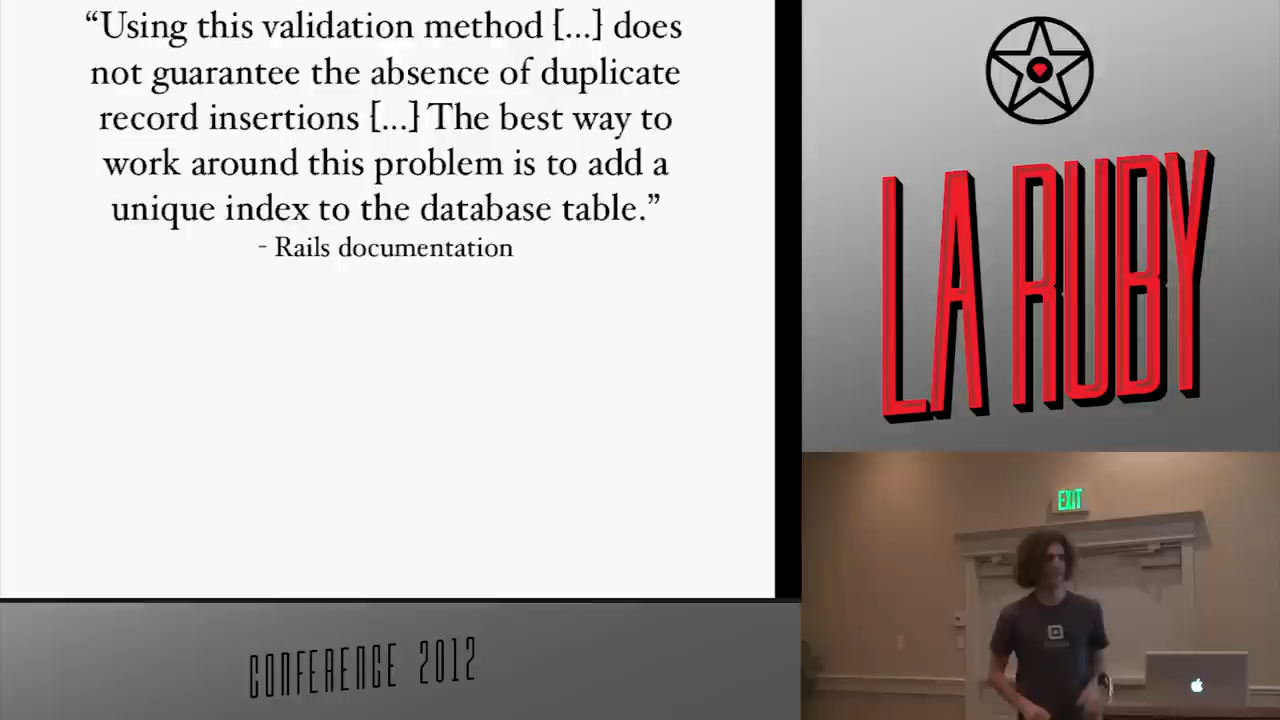 “Using this validation method [...] does
not guarantee the absence of duplicate
record insertions [...] The best way to
work around this problem is to add a
unique index to the database table.”
- Rails documentation
LA RUBY
EXIT
CONFERENCE 2012